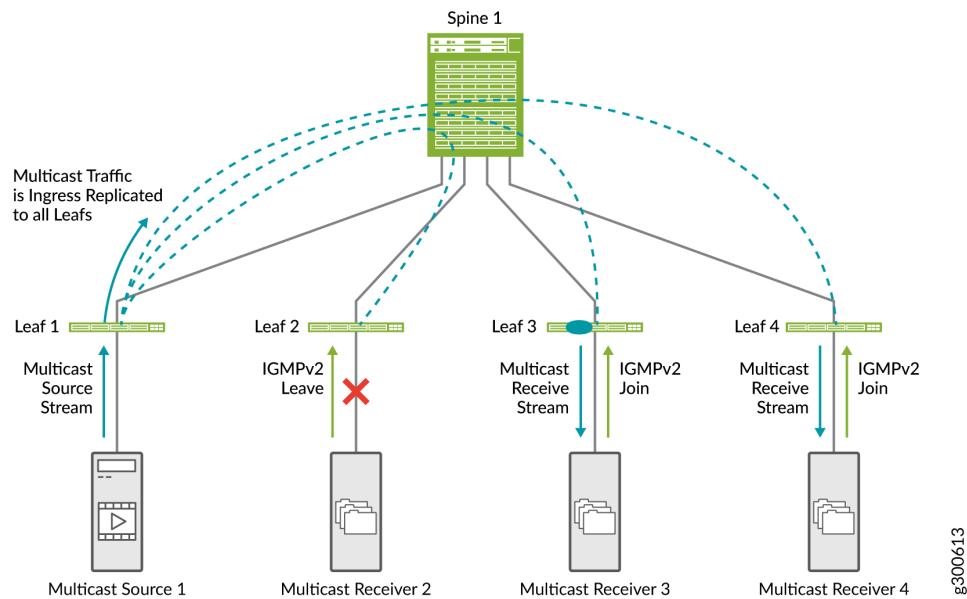 Spine 1
Multicast Traffic
is Ingress Replicated
to all Leafs
Leaf 1
Leaf 2
Leaf 3
Leaf 4
Multicast
Source
Stream
IGMPv2
Leave
Multicast
Receive
Stream
IGMPv2
Join
Multicast
Receive
Stream
IGMPv2
Join
Multicast Source 1
Multicast Receiver 2
Multicast Receiver 3
Multicast Receiver 4
g300613